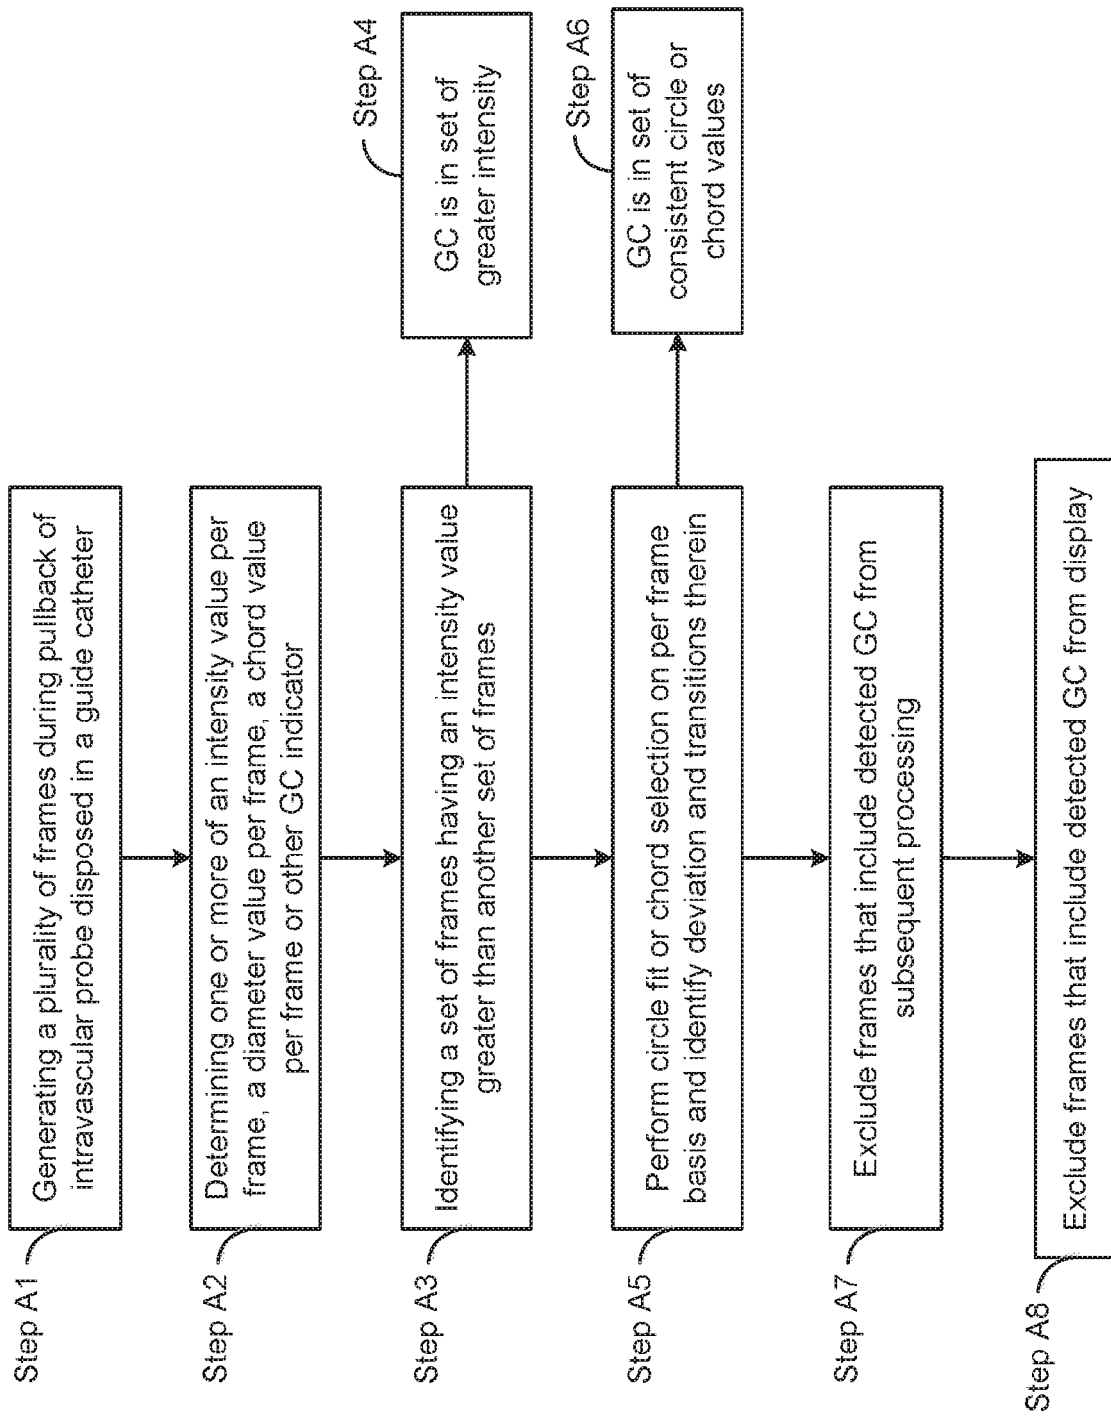 Step A1
Generating a plurality of frames during pullback of
intravascular probe disposed in a guide catheter
Step A2
Determining one or more of an intensity value per
frame, a diameter value per frame, a chord value
per frame or other GC indicator
Step A3
Identifying a set of frames having an intensity value
greater than another set of frames
Step A4
GC is in set of
greater intensity
Step A5
Perform circle fit or chord selection on per frame
basis and identify deviation and transitions therein
Step A6
GC is in set of
consistent circle or
chord values
Step A7
Exclude frames that include detected GC from
subsequent processing
Step A8
Exclude frames that include detected GC from display